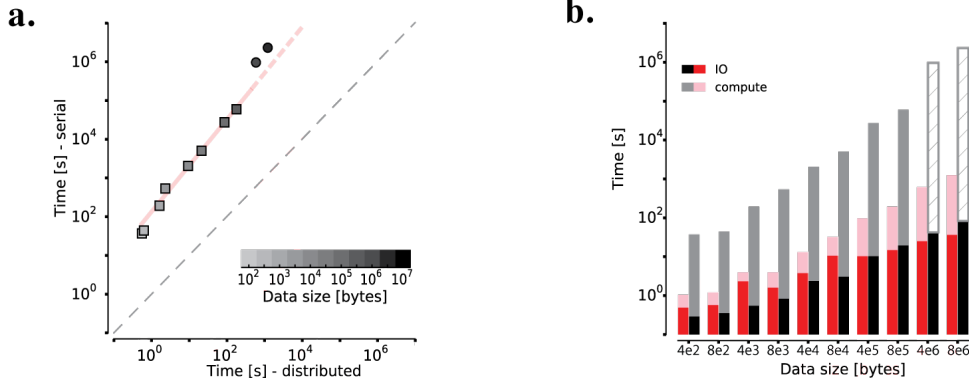 a.
Time [s] - serial
10^6
10^4
10^2
10^0
10^2 10^3 10^4 10^5 10^6 10^7
Data size [bytes]
10^0 10^2 10^4 10^6
Time [s] - distributed
b.
Time [s]
10^6
10^4
10^2
10^0
IO
compute
4e2 8e2 4e3 8e3 4e4 8e4 4e5 8e5 4e6 8e6
Data size [bytes]